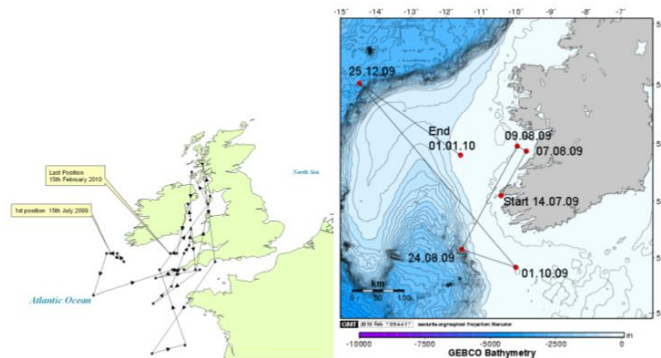 Last Position
15th February 2010
North Sea
1st position 15th July 2009
Atlantic Ocean
-15° -14° -13° -12° -11° -10° -9° -8° -7°
25.12.09
End
01.01.10
09.08.09
07.08.09
Start 14.07.09
24.08.09
01.10.09
km
0 50 100
GMT
-10000 -7500 -5000 -2500 0 m
GEBCO Bathymetry